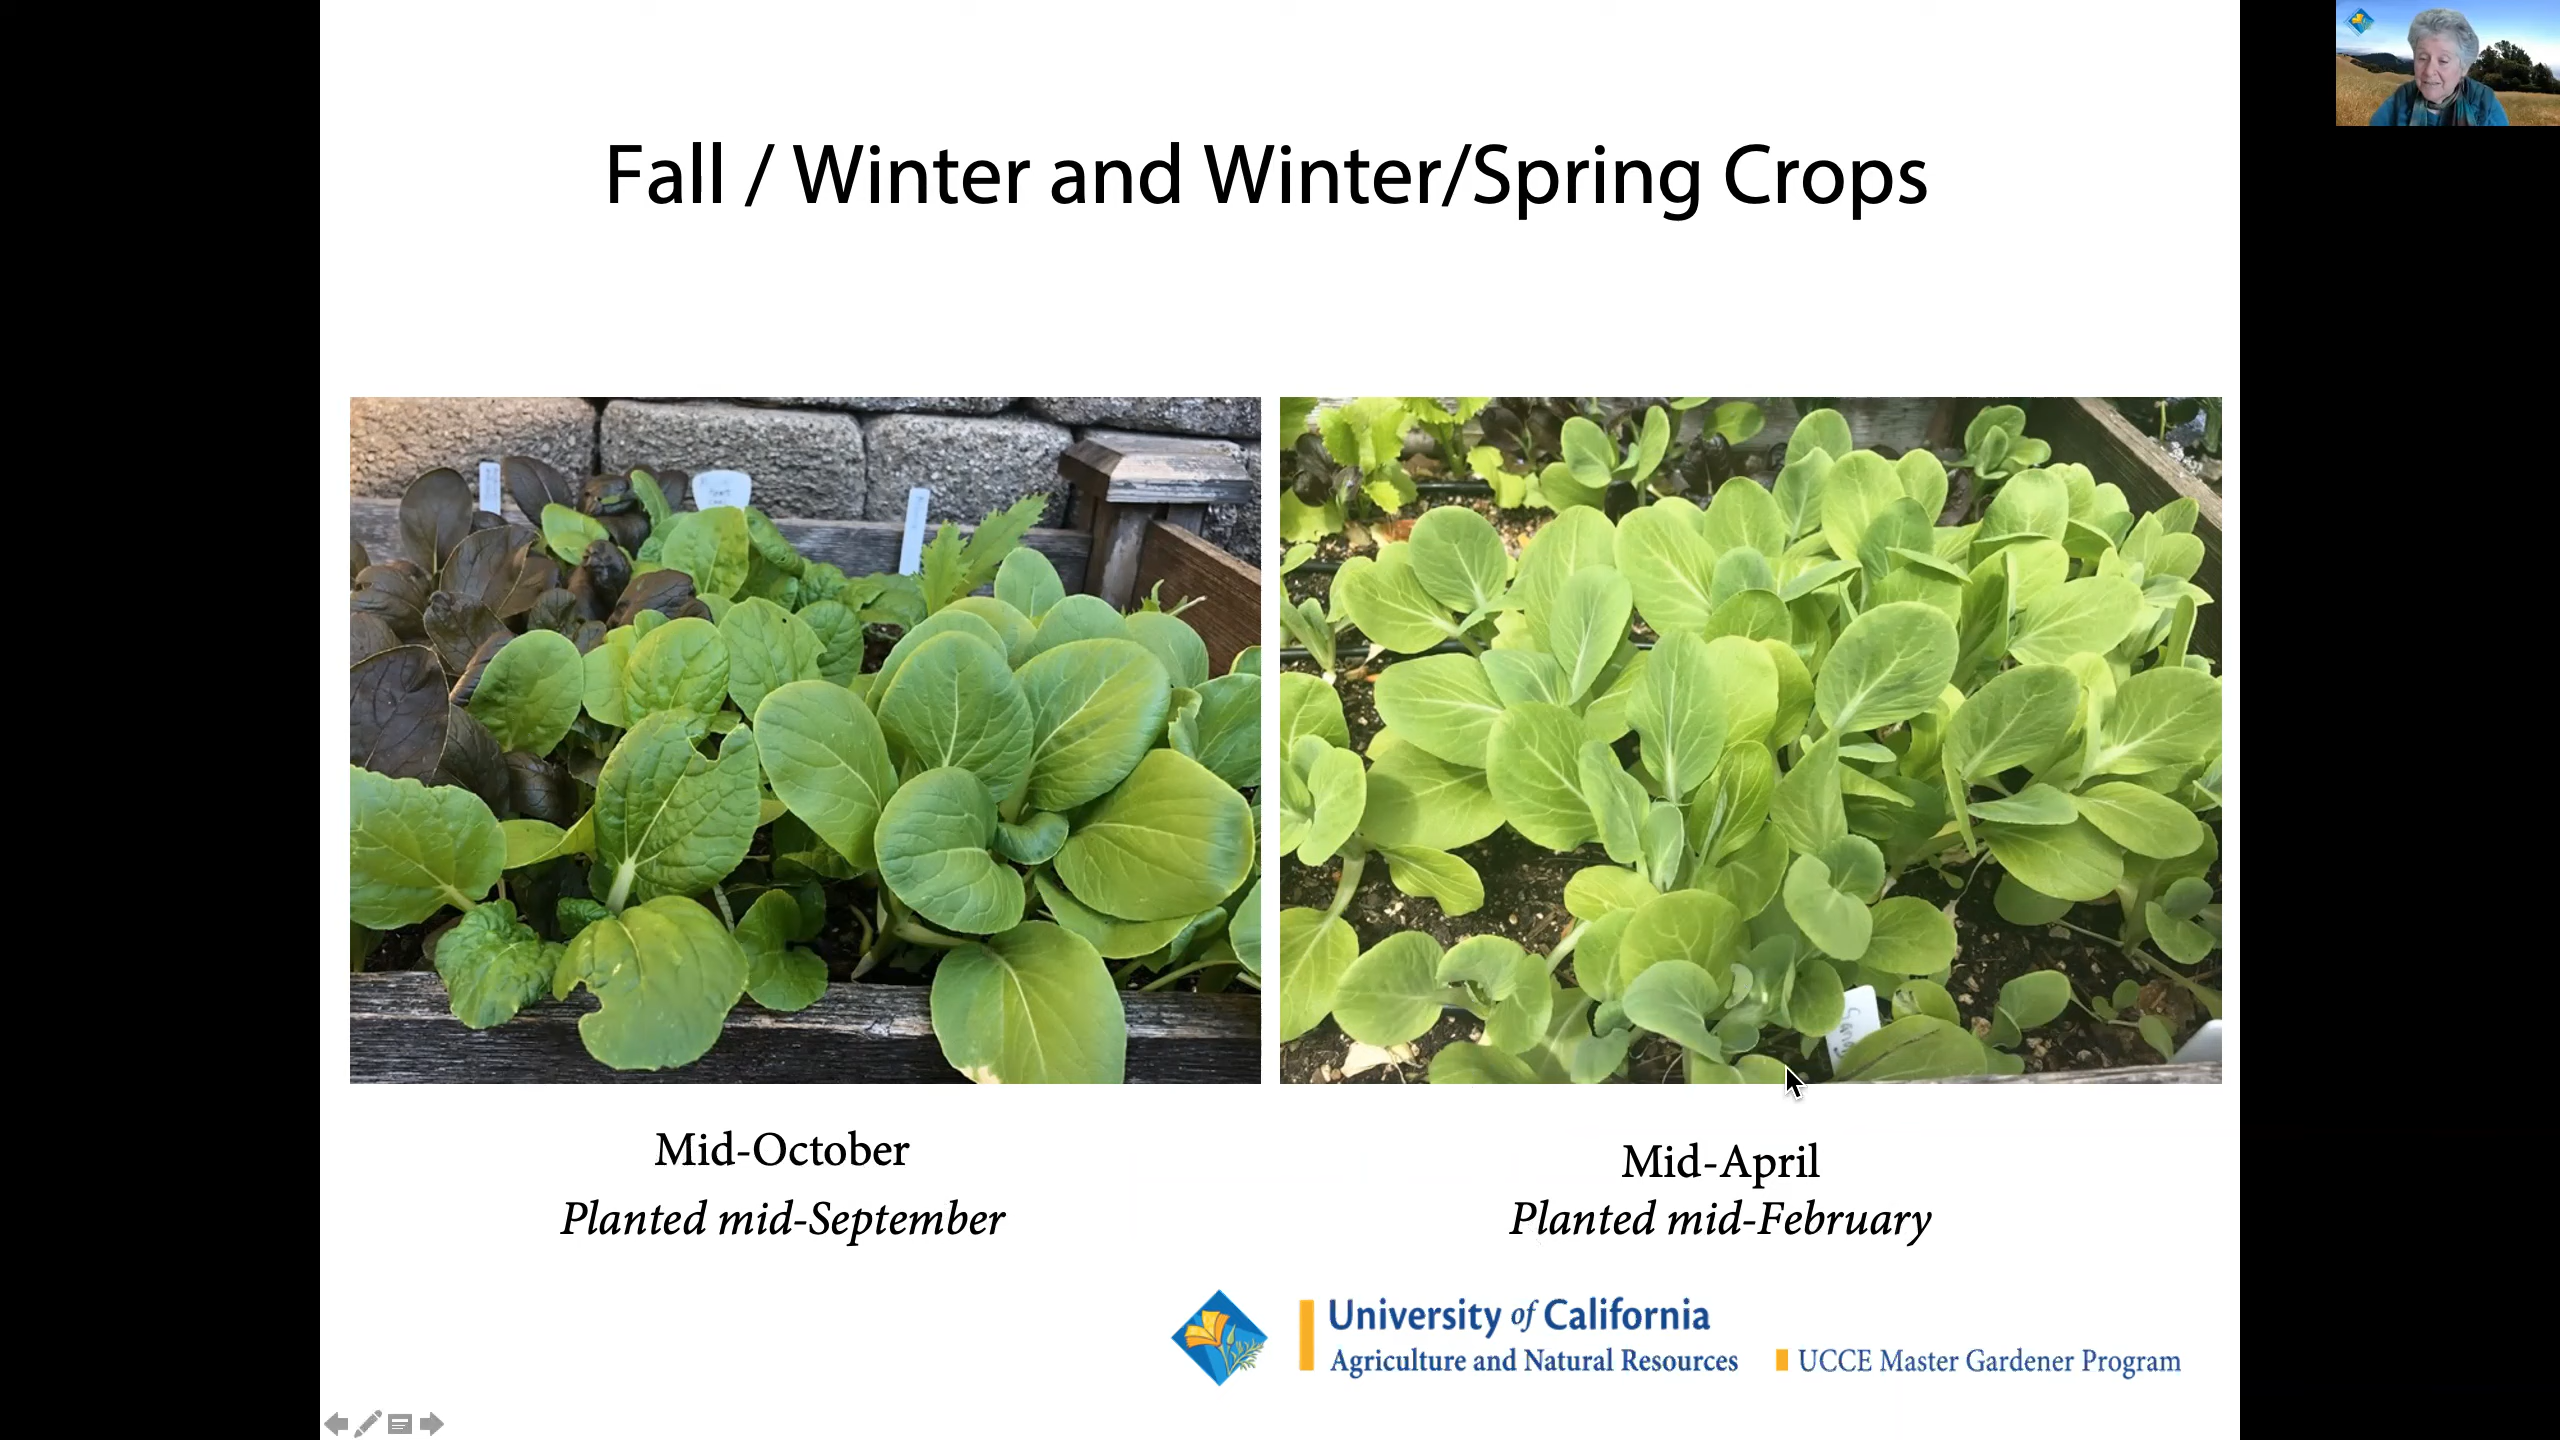 Fall / Winter and Winter/Spring Crops
Mid-October
Planted mid-September
Mid-April
Planted mid-February
University of California
Agriculture and Natural Resources
UCCE Master Gardener Program